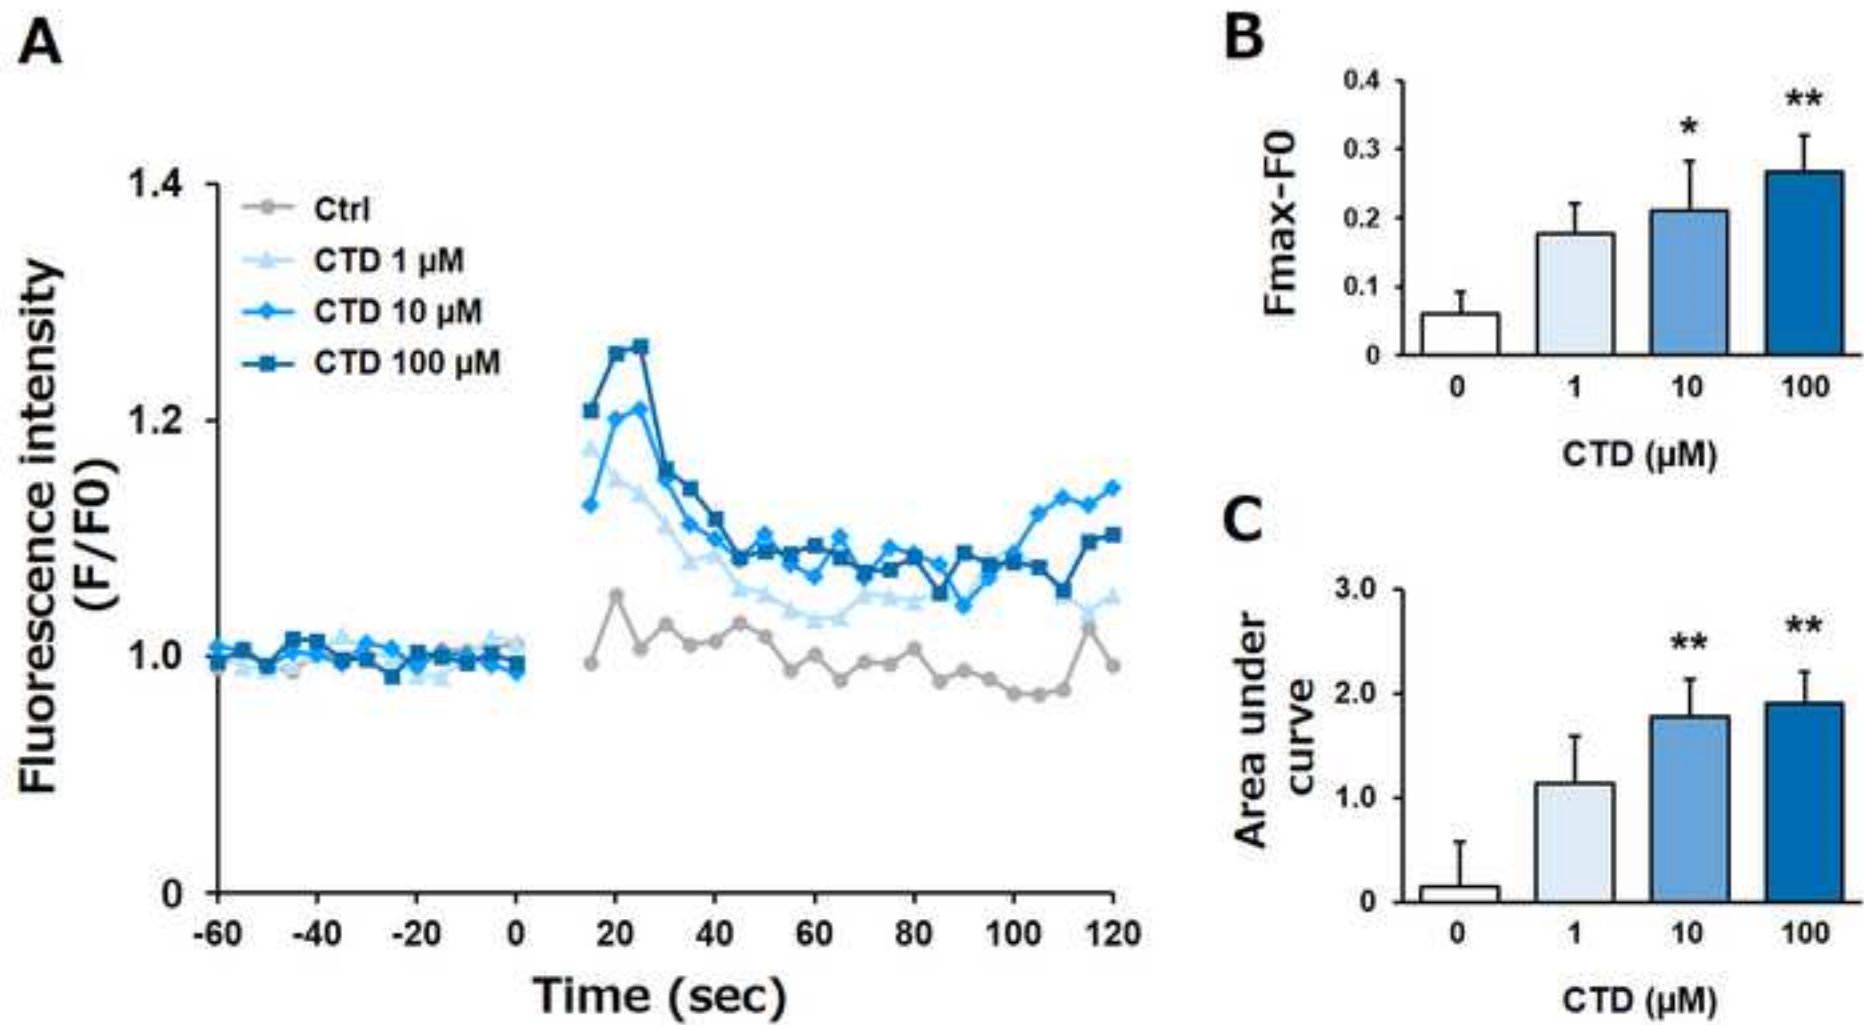 A
Fluorescence intensity
(F/F0)
1.4
1.2
1.0
0
Ctrl
CTD 1 µM
CTD 10 µM
CTD 100 µM
-60 -40 -20 0 20 40 60 80 100 120
Time (sec)
B
Fmax-F0
0.4
0.3
0.2
0.1
0
* **
0 1 10 100
CTD (µM)
C
Area under
curve
3.0
2.0
1.0
0
** **
0 1 10 100
CTD (µM)